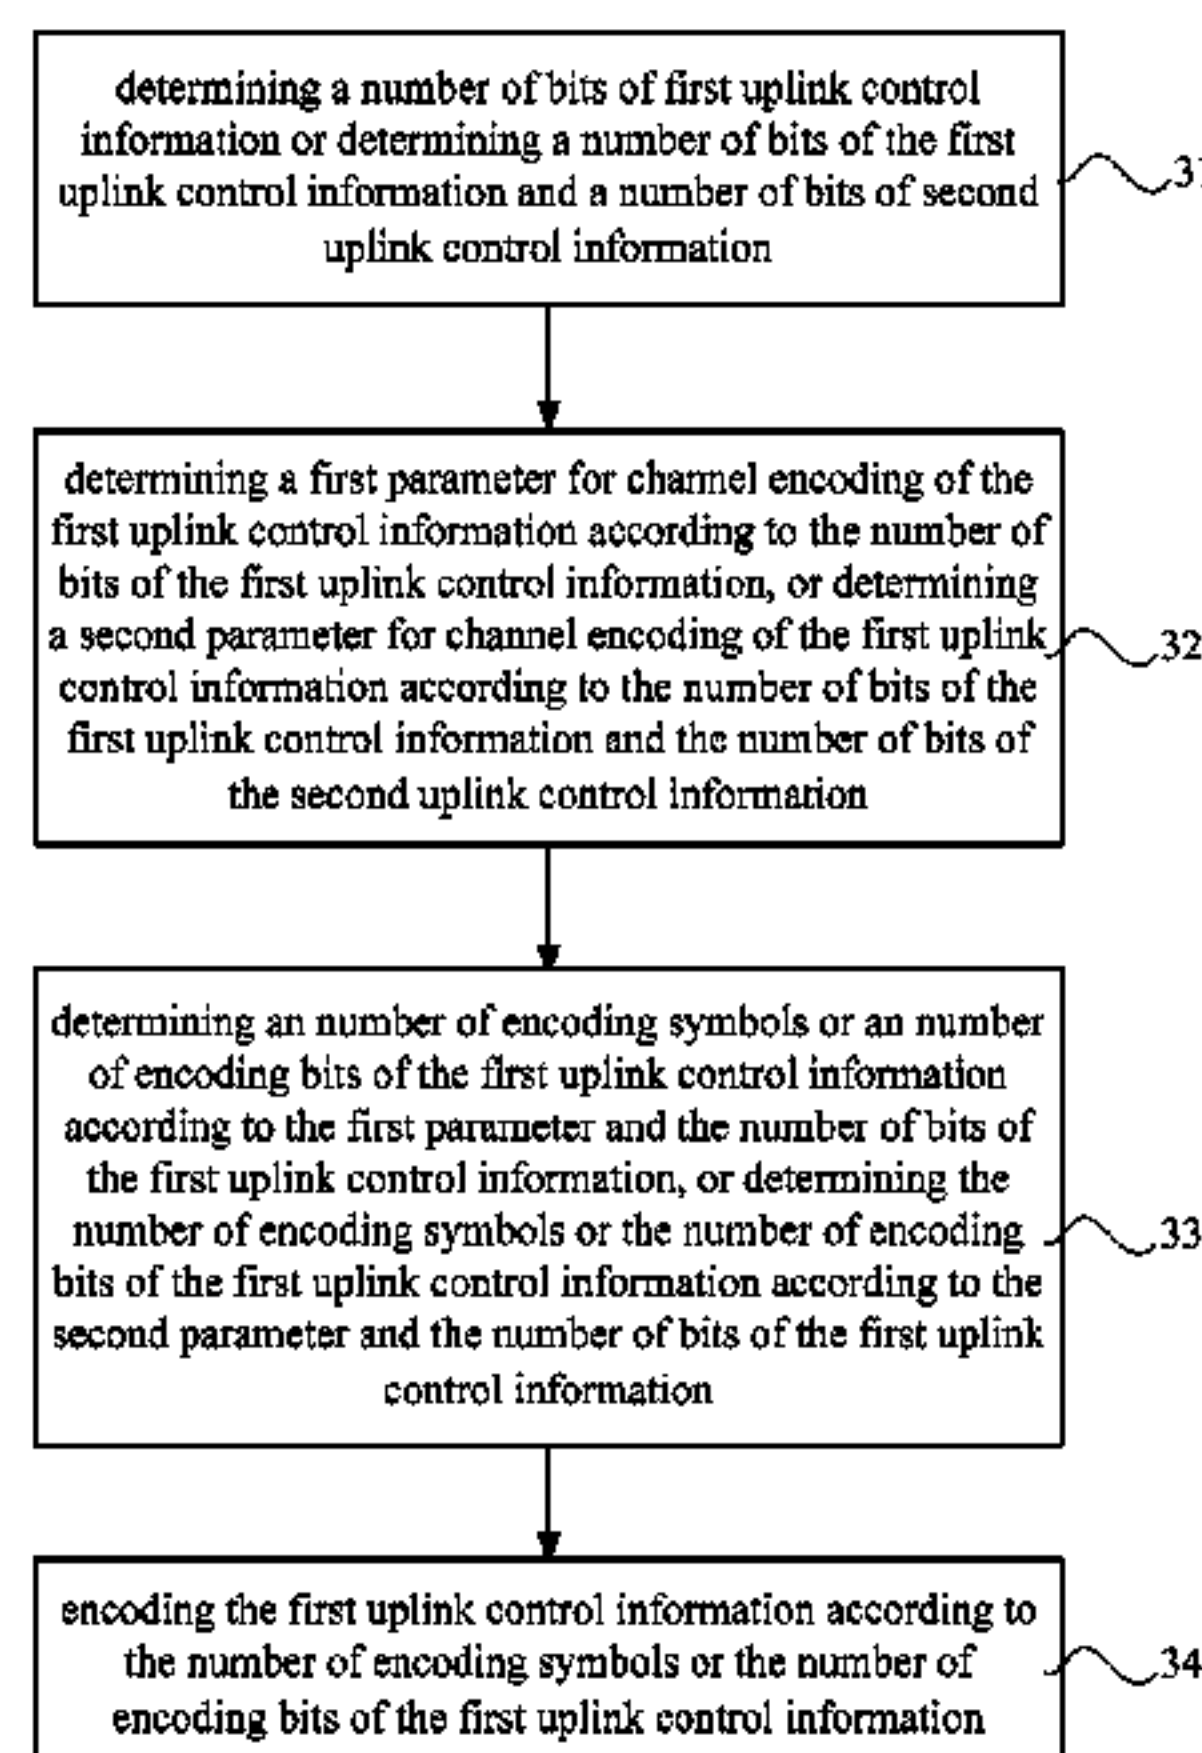 determining a number of bits of first uplink control
information or determining a number of bits of the first
uplink control information and a number of bits of second
uplink control information
31
determining a first parameter for channel encoding of the
first uplink control information according to the number of
bits of the first uplink control information, or determining
a second parameter for channel encoding of the first uplink
control information according to the number of bits of the
first uplink control information and the number of bits of
the second uplink control information
32
determining an number of encoding symbols or an number
of encoding bits of the first uplink control information
according to the first parameter and the number of bits of
the first uplink control information, or determining the
number of encoding symbols or the number of encoding
bits of the first uplink control information according to the
second parameter and the number of bits of the first uplink
control information
33
encoding the first uplink control information according to
the number of encoding symbols or the number of
encoding bits of the first uplink control information
34